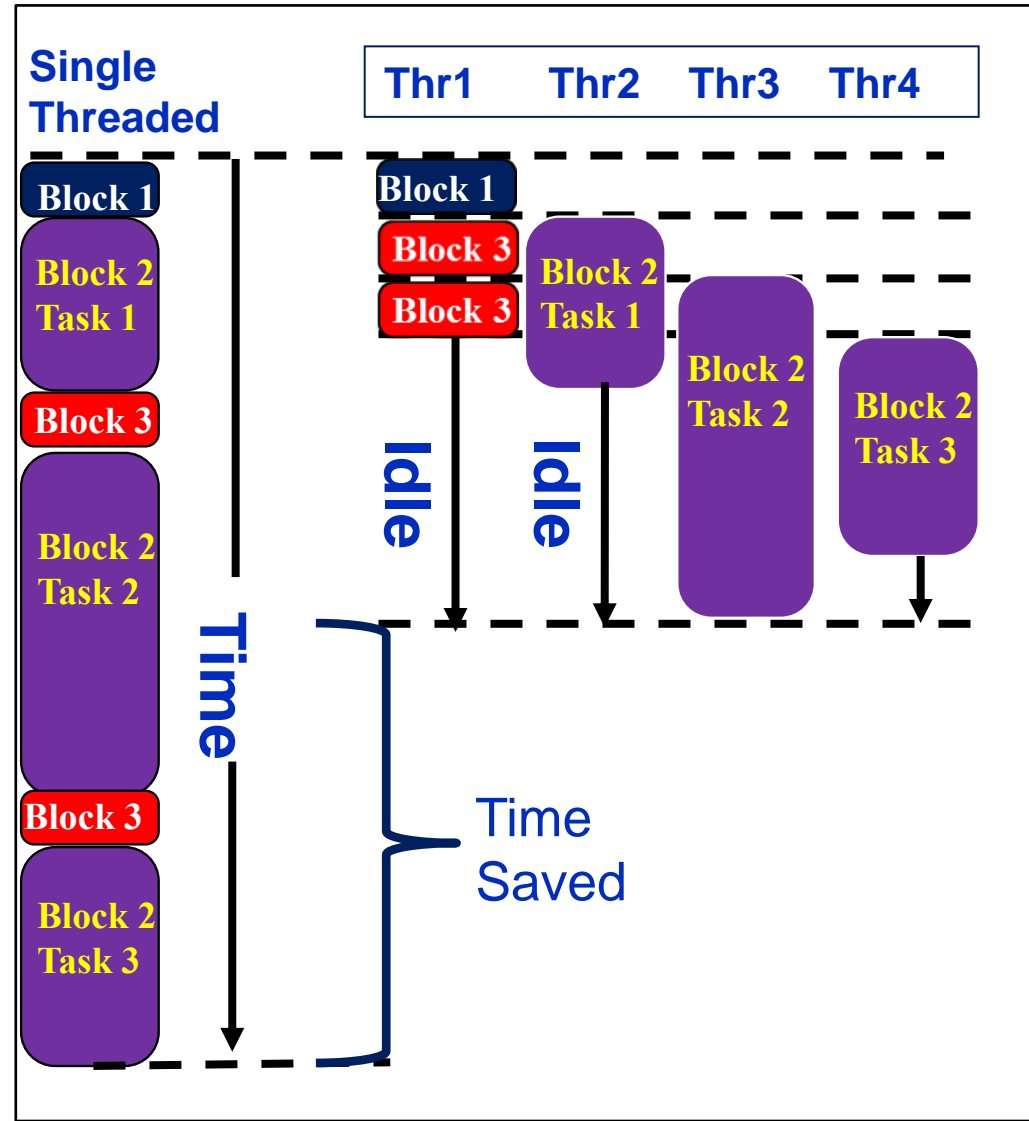 Single
Threaded
Thr1 Thr2 Thr3 Thr4
Block 1
Block 2
Task 1
Block 3
Block 2
Task 2
Block 3
Block 2
Task 3
Time
Block 1
Block 3
Block 3
Idle
Block 2
Task 1
Idle
Block 2
Task 2
Block 2
Task 3
Time
Saved